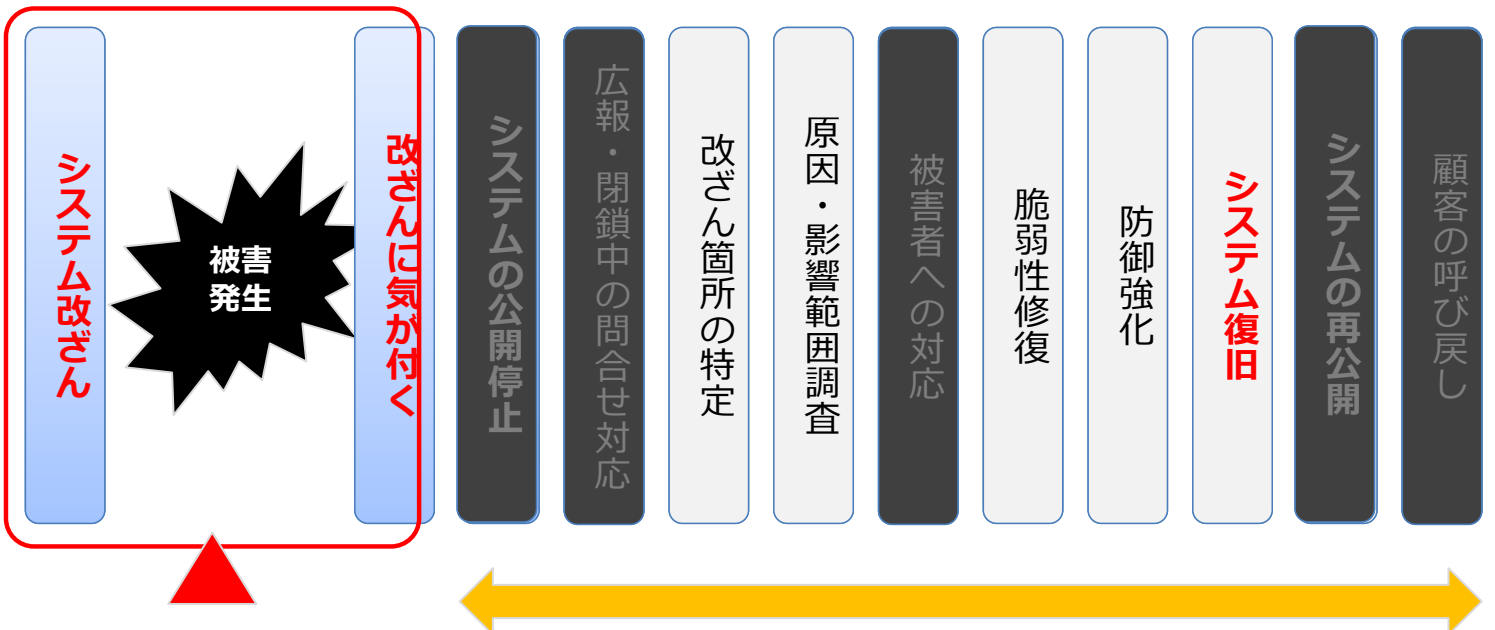 システム改ざん
被害
発生
改ざんに気が付く
システムの公開停止
広報・閉鎖中の問合せ対応
改ざん箇所の特定
原因・影響範囲調査
被害者への対応
脆弱性修復
防御強化
システム復旧
システムの再公開
顧客の呼び戻し